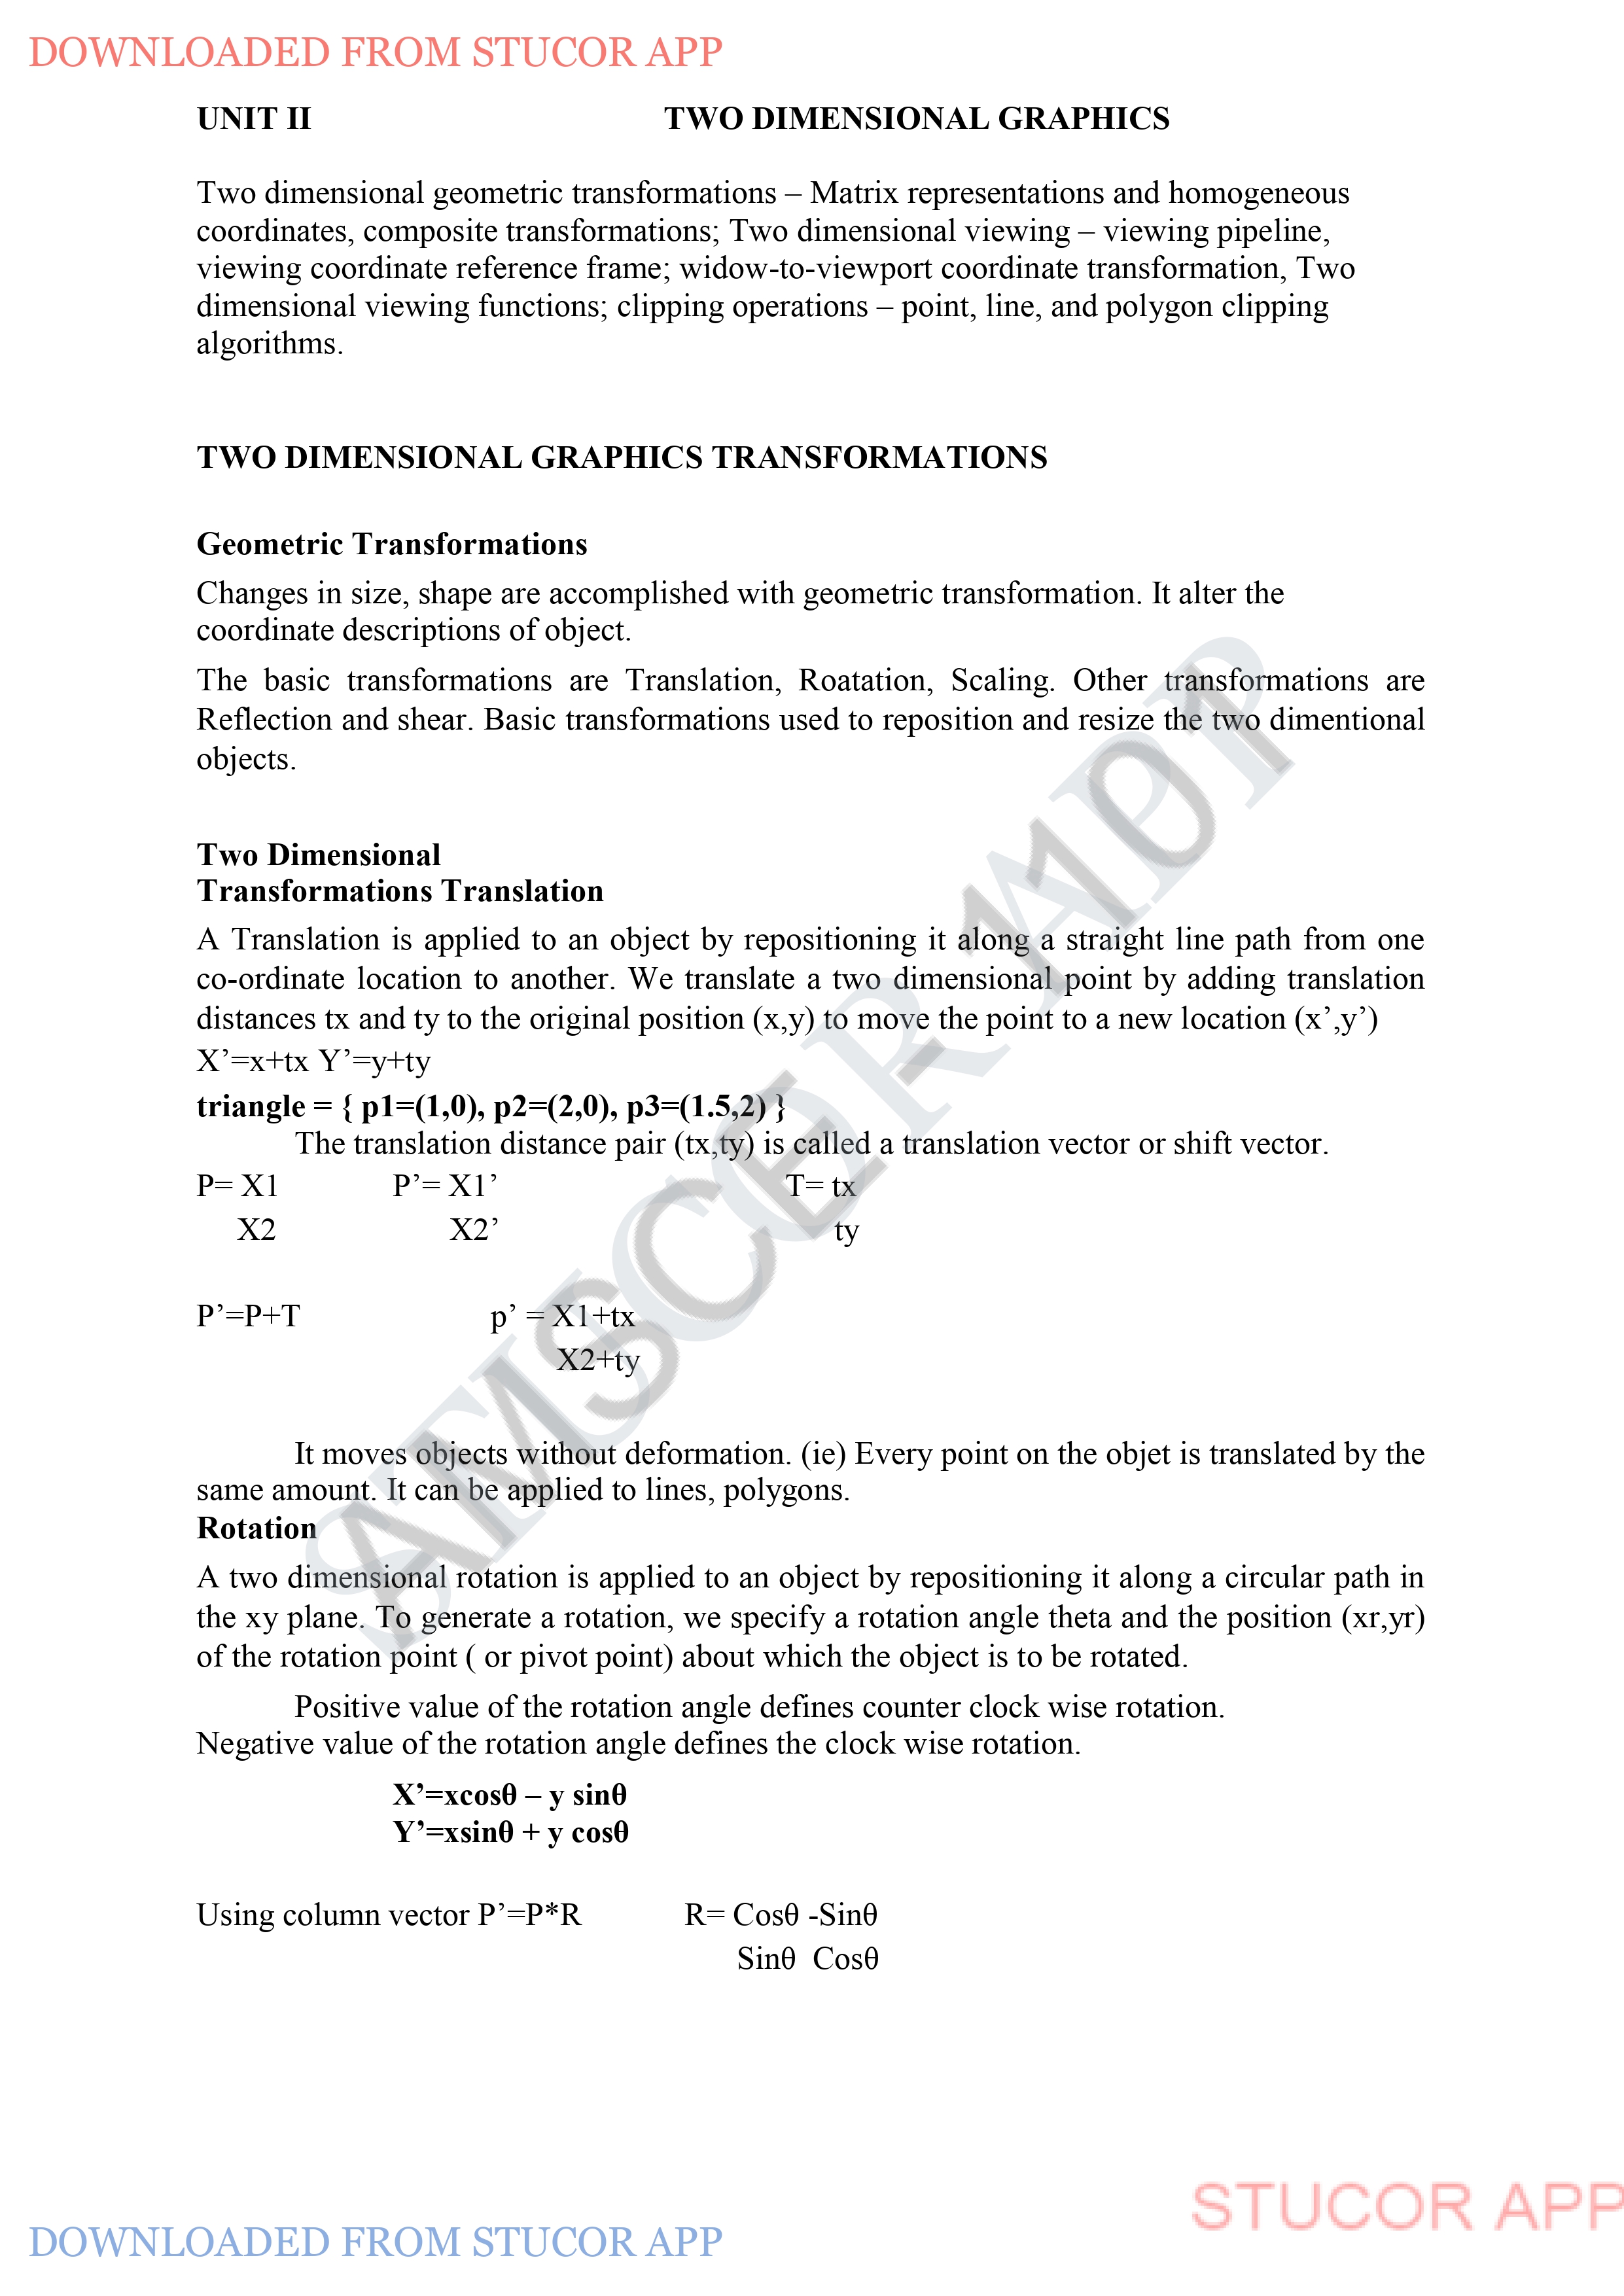 DOWNLOADED FROM STUCOR APP
UNIT II TWO DIMENSIONAL GRAPHICS
Two dimensional geometric transformations – Matrix representations and homogeneous
coordinates, composite transformations; Two dimensional viewing – viewing pipeline,
viewing coordinate reference frame; widow-to-viewport coordinate transformation, Two
dimensional viewing functions; clipping operations – point, line, and polygon clipping
algorithms.
TWO DIMENSIONAL GRAPHICS TRANSFORMATIONS
Geometric Transformations
Changes in size, shape are accomplished with geometric transformation. It alter the
coordinate descriptions of object.
The basic transformations are Translation, Roatation, Scaling. Other transformations are
Reflection and shear. Basic transformations used to reposition and resize the two dimentional
objects.
Two Dimensional
Transformations Translation
A Translation is applied to an object by repositioning it along a straight line path from one
co-ordinate location to another. We translate a two dimensional point by adding translation
distances tx and ty to the original position (x,y) to move the point to a new location (x’,y’)
X’=x+tx Y’=y+ty
triangle = { p1=(1,0), p2=(2,0), p3=(1.5,2) }
The translation distance pair (tx,ty) is called a translation vector or shift vector.
P= X1 P’= X1’ T= tx
X2 X2’ ty
P’=P+T p’ = X1+tx
X2+ty
It moves objects without deformation. (ie) Every point on the objet is translated by the
same amount. It can be applied to lines, polygons.
Rotation
A two dimensional rotation is applied to an object by repositioning it along a circular path in
the xy plane. To generate a rotation, we specify a rotation angle theta and the position (xr,yr)
of the rotation point ( or pivot point) about which the object is to be rotated.
Positive value of the rotation angle defines counter clock wise rotation.
Negative value of the rotation angle defines the clock wise rotation.
X’=xcosθ – y sinθ
Y’=xsinθ + y cosθ
Using column vector P’=P*R R= Cosθ -Sinθ
Sinθ Cosθ
STUCOR APP
AMSCE - 1101
STUCOR APP
DOWNLOADED FROM STUCOR APP